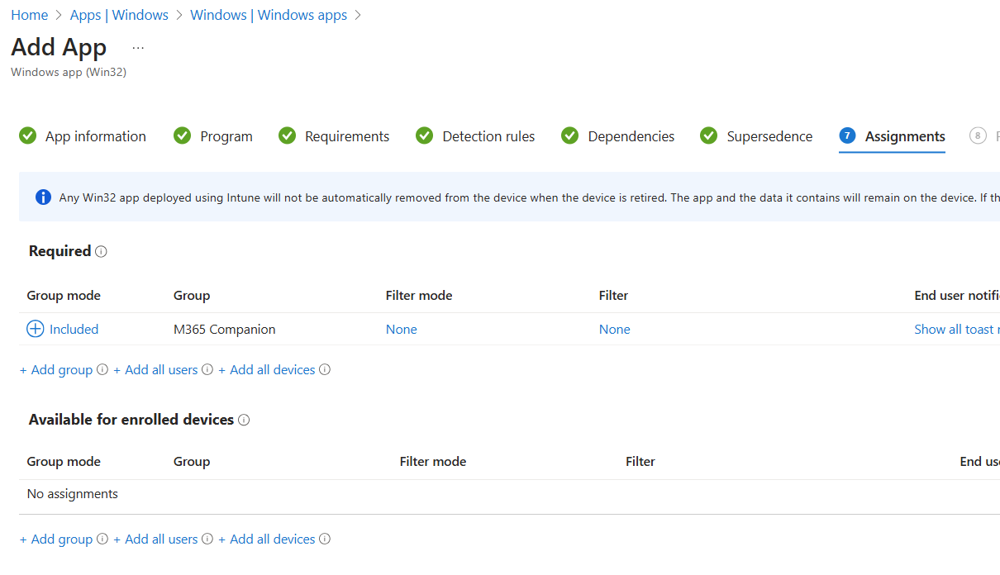 Home > Apps | Windows > Windows | Windows apps >
Add App ...
Windows app (Win32)
App information Program Requirements Detection rules Dependencies Supersedence 7 Assignments 8
Any Win32 app deployed using Intune will not be automatically removed from the device when the device is retired. The app and the data it contains will remain on the device. If th
Required
Group mode Group Filter mode Filter End user notifi
Included M365 Companion None None Show all toast
+ Add group + Add all users + Add all devices
Available for enrolled devices
Group mode Group Filter mode Filter End use
No assignments
+ Add group + Add all users + Add all devices